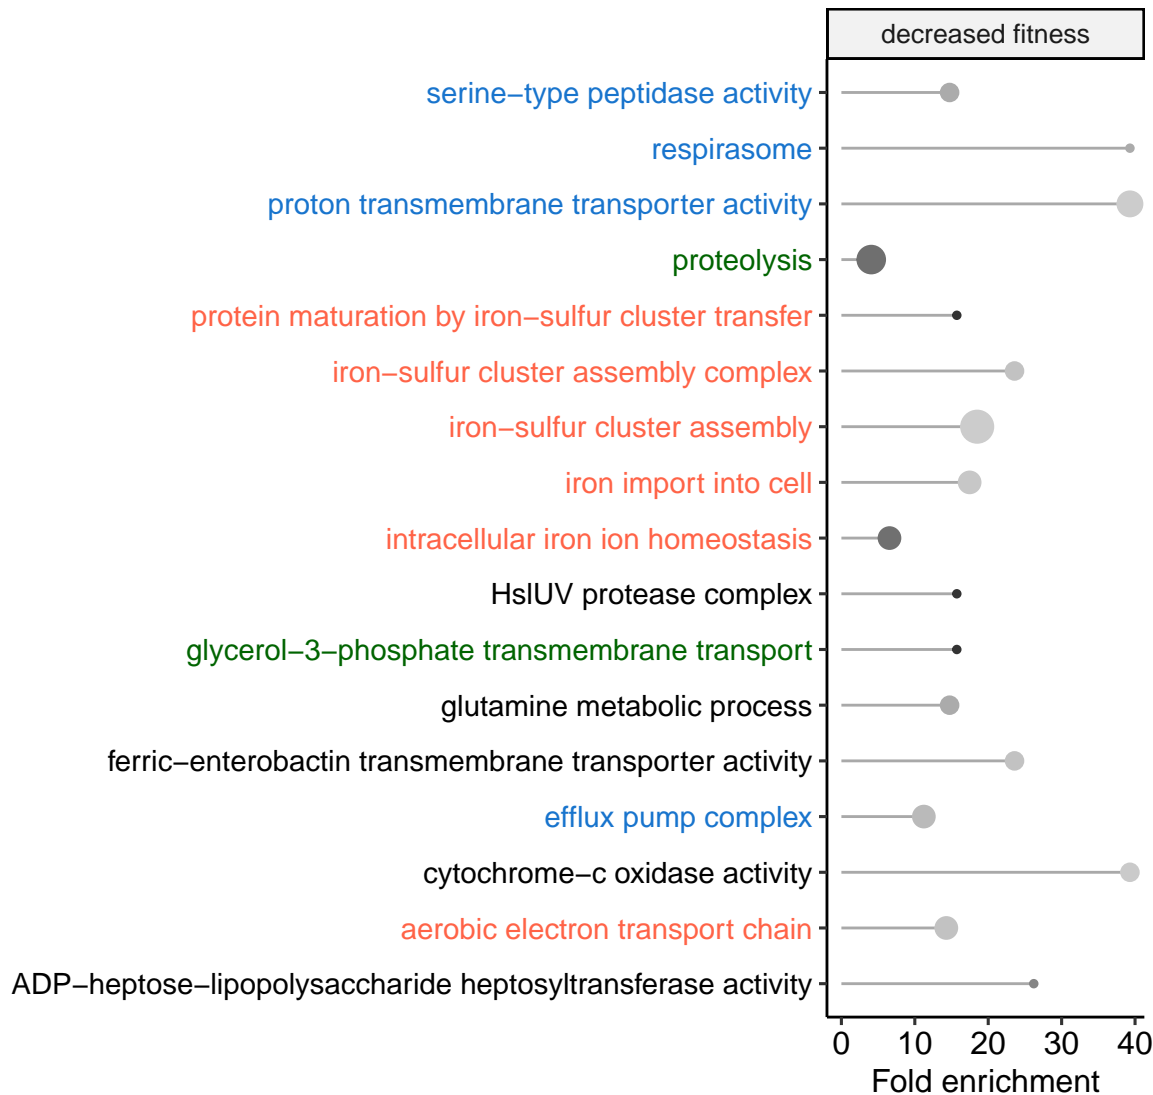 decreased fitness
serine−type peptidase activity
respirasome
proton transmembrane transporter activity
proteolysis
protein maturation by iron−sulfur cluster transfer
iron−sulfur cluster assembly complex
iron−sulfur cluster assembly
iron import into cell
intracellular iron ion homeostasis
HslUV protease complex
glycerol−3−phosphate transmembrane transport
glutamine metabolic process
ferric−enterobactin transmembrane transporter activity
efflux pump complex
cytochrome−c oxidase activity
aerobic electron transport chain
ADP−heptose−lipopolysaccharide heptosyltransferase activity
0 10 20 30 40
Fold enrichment